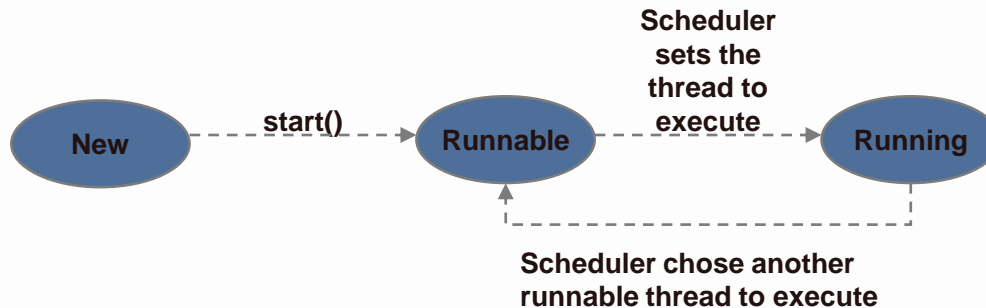 Scheduler
sets the
thread to
execute
New
start()
Runnable
Running
Scheduler chose another
runnable thread to execute